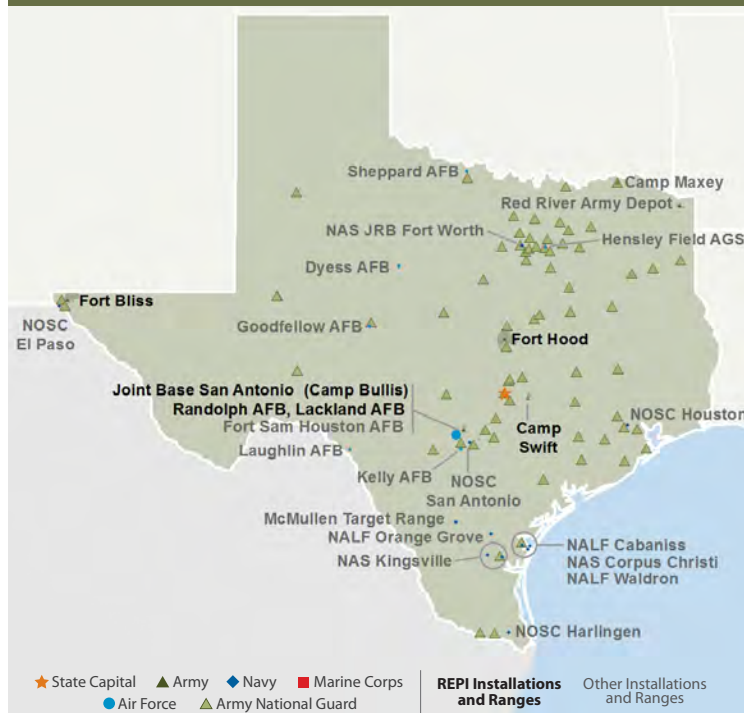 Sheppard AFB
Camp Maxey
Red River Army Depot
NAS JRB Fort Worth
Hensley Field AGS
Dyess AFB
Fort Bliss
NOSC
El Paso
Goodfellow AFB
Fort Hood
Joint Base San Antonio (Camp Bullis)
Randolph AFB, Lackland AFB
Fort Sam Houston AFB
NOSC Houston
Camp
Swift
Laughlin AFB
Kelly AFB
NOSC
San Antonio
McMullen Target Range
NALF Orange Grove
NAS Kingsville
NALF Cabaniss
NAS Corpus Christi
NALF Waldron
NOSC Harlingen
State Capital Army Navy Marine Corps
Air Force Army National Guard
REPI Installations
and Ranges
Other Installations
and Ranges